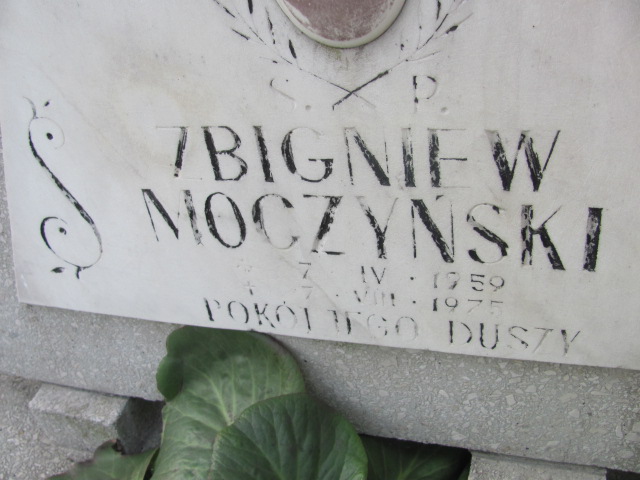 Ś. P.
ZBIGNIEW
MOCZYŃSKI
* 7 · IV · 1959
+ 7 · VIII · 1975
POKÓJ JEGO DUSZY